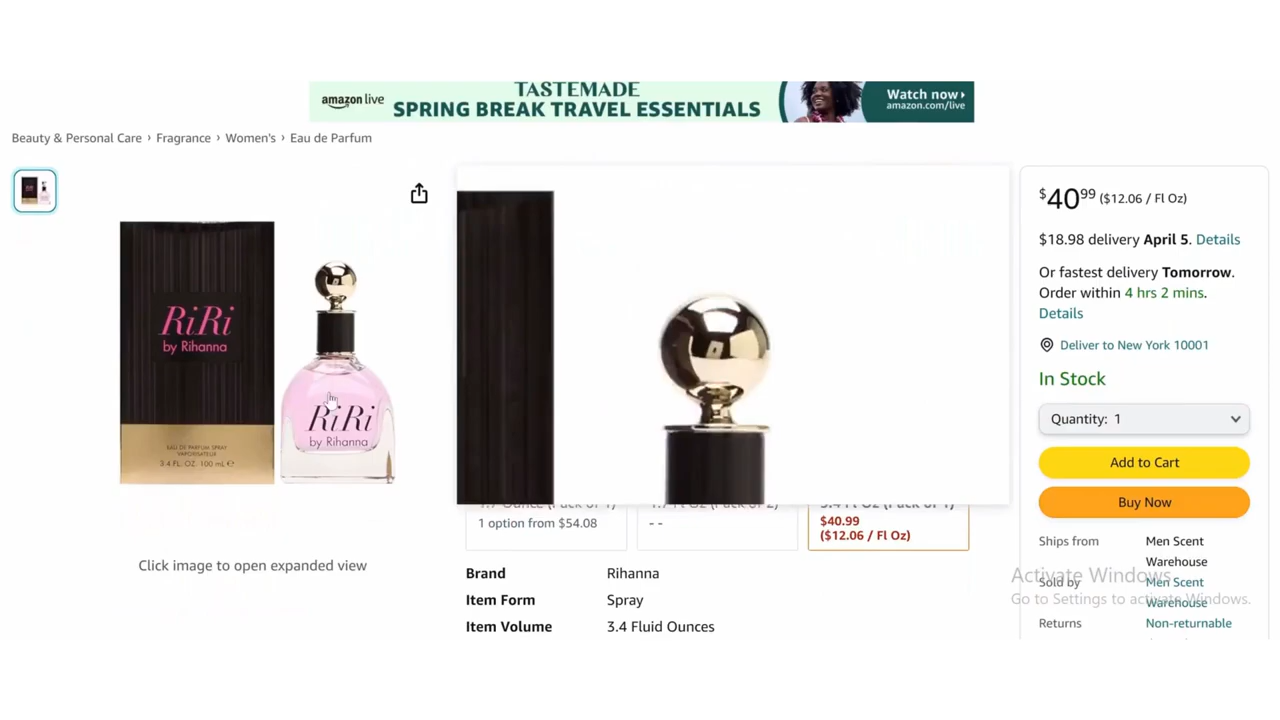 TASTEMADE
amazon live
SPRING BREAK TRAVEL ESSENTIALS
Watch now
amazon.com/live
Beauty & Personal Care › Fragrance › Women's › Eau de Parfum
RiRi
by Rihanna
EAU DE PARFUM SPRAY
VAPORISATEUR
3.4 FL. OZ. 100 mL ℮
RiRi
by Rihanna
Click image to open expanded view
1 option from $54.08
- -
$40.99
($12.06 / Fl Oz)
Brand Rihanna
Item Form Spray
Item Volume 3.4 Fluid Ounces
$40.99 ($12.06 / Fl Oz)
$18.98 delivery April 5. Details
Or fastest delivery Tomorrow.
Order within 4 hrs 2 mins.
Details
Deliver to New York 10001
In Stock
Quantity: 1
Add to Cart
Buy Now
Ships from Men Scent
Warehouse
Sold by Men Scent
Warehouse
Returns Non-returnable
Activate Windows
Go to Settings to activate Windows.